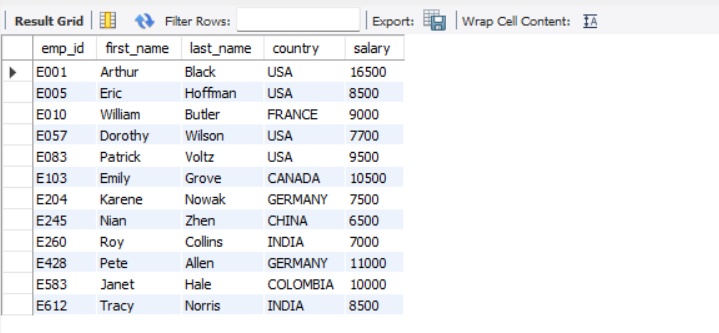 Result Grid Filter Rows: Export: Wrap Cell Content: IA
emp_id first_name last_name country salary
E001 Arthur Black USA 16500
E005 Eric Hoffman USA 8500
E010 William Butler FRANCE 9000
E057 Dorothy Wilson USA 7700
E083 Patrick Voltz USA 9500
E103 Emily Grove CANADA 10500
E204 Karene Nowak GERMANY 7500
E245 Nian Zhen CHINA 6500
E260 Roy Collins INDIA 7000
E428 Pete Allen GERMANY 11000
E583 Janet Hale COLOMBIA 10000
E612 Tracy Norris INDIA 8500